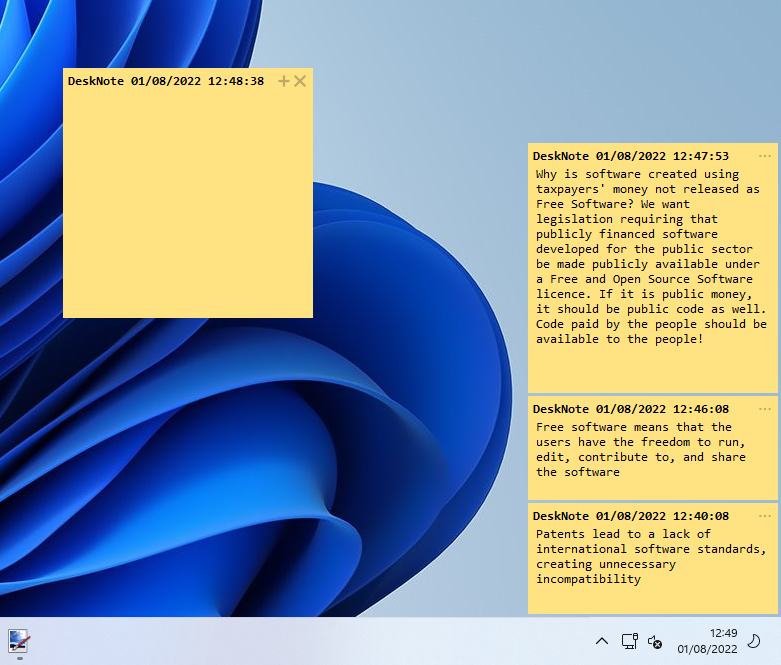 DeskNote 01/08/2022 12:48:38
DeskNote 01/08/2022 12:47:53
Why is software created using
taxpayers' money not released as
Free Software? We want
legislation requiring that
publicly financed software
developed for the public sector
be made publicly available under
a Free and Open Source Software
licence. If it is public money,
it should be public code as well.
Code paid by the people should be
available to the people!
DeskNote 01/08/2022 12:46:08
Free software means that the
users have the freedom to run,
edit, contribute to, and share
the software
DeskNote 01/08/2022 12:40:08
Patents lead to a lack of
international software standards,
creating unnecessary
incompatibility
12:49
01/08/2022